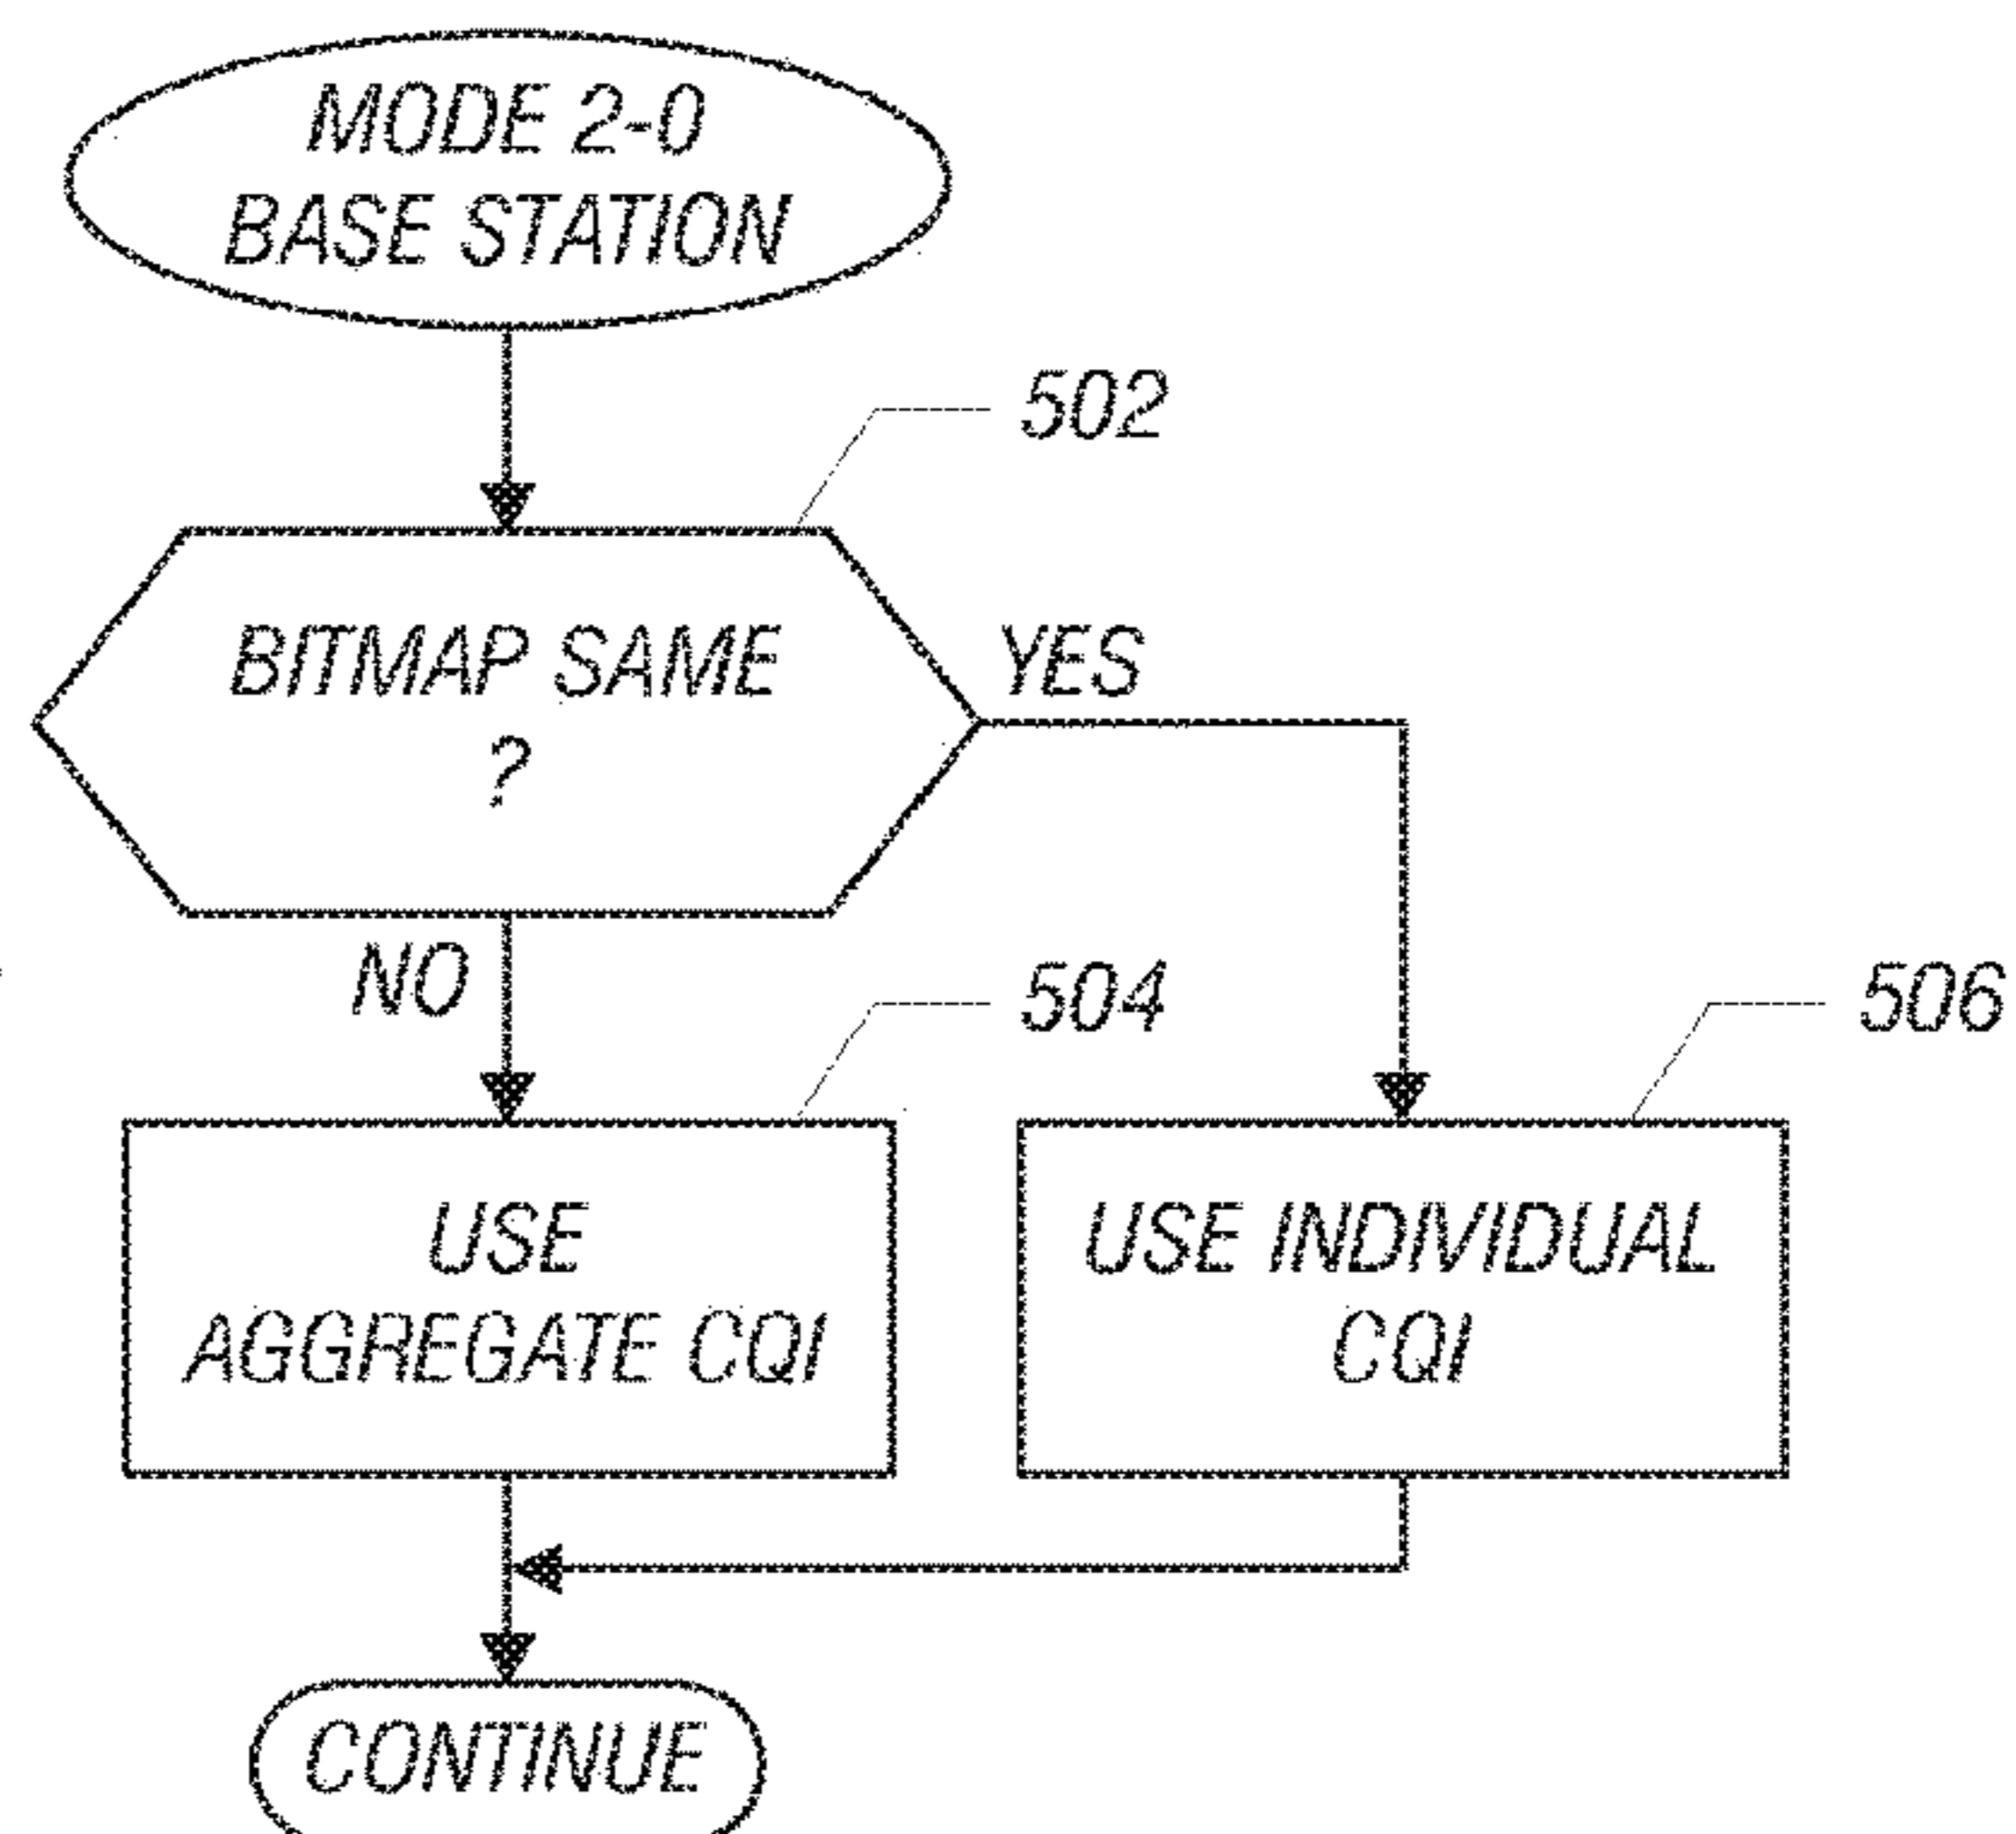 MODE 2-0
BASE STATION
502
BITMAP SAME
?
YES
NO
504
506
USE
AGGREGATE CQI
USE INDIVIDUAL
CQI
CONTINUE